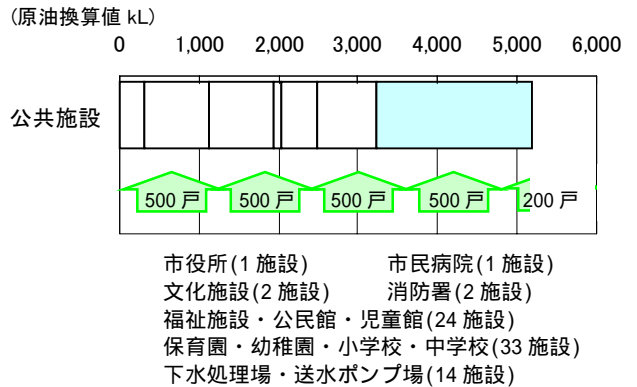 (原油換算値 kL)
0 1,000 2,000 3,000 4,000 5,000 6,000
公共施設
500 戸 500 戸 500 戸 500 戸 200 戸
市役所(1 施設) 市民病院(1 施設)
文化施設(2 施設) 消防署(2 施設)
福祉施設・公民館・児童館(24 施設)
保育園・幼稚園・小学校・中学校(33 施設)
下水処理場・送水ポンプ場(14 施設)